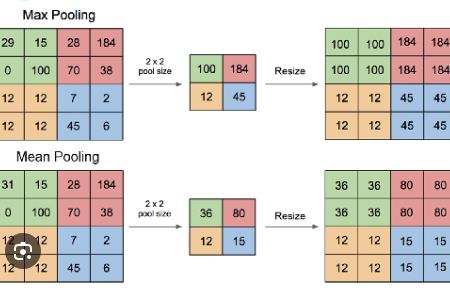 Max Pooling
29 15 28 184
0 100 70 38
12 12 7 2
12 12 45 6
2 x 2
pool size
100 184
12 45
Resize
100 100 184 184
100 100 184 184
12 12 45 45
12 12 45 45
Mean Pooling
31 15 28 184
0 100 70 38
12 12 7 2
12 12 45 6
2 x 2
pool size
36 80
12 15
Resize
36 36 80 80
36 36 80 80
12 12 15 15
12 12 15 15